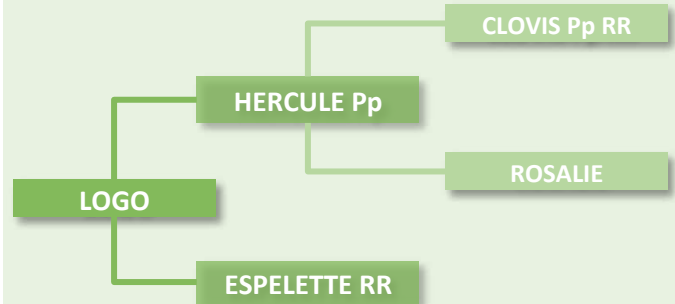 CLOVIS Pp RR
HERCULE Pp
ROSALIE
LOGO
ESPELETTE RR